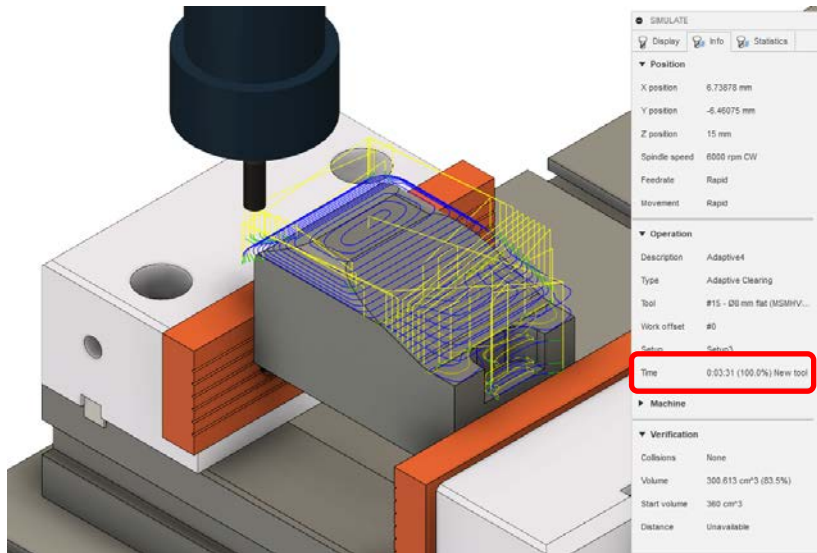 SIMULATE
Display Info Statistics
Position
X position 6.73878 mm
Y position -6.46075 mm
Z position 15 mm
Spindle speed 6000 rpm CW
Feedrate Rapid
Movement Rapid
Operation
Description Adaptive4
Type Adaptive Clearing
Tool #15 - Ø8 mm flat (MSMHV-...
Work offset #0
Setup Setup3
Time 0:03:31 (100.0%) New tool
Machine
Verification
Collisions None
Volume 300.613 cm^3 (83.5%)
Start volume 360 cm^3
Distance Unavailable